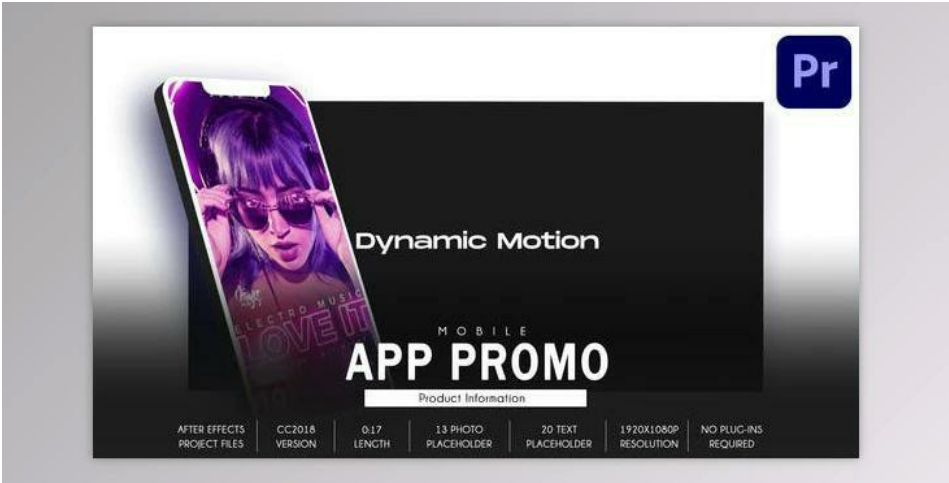 Pr
Dynamic Motion
ELECTRO MUSIC
LOVE IT
MOBILE
APP PROMO
Product Information
AFTER EFFECTS
PROJECT FILES
CC2018
VERSION
0:17
LENGTH
13 PHOTO
PLACEHOLDER
20 TEXT
PLACEHOLDER
1920X1080P
RESOLUTION
NO PLUG-INS
REQUIRED